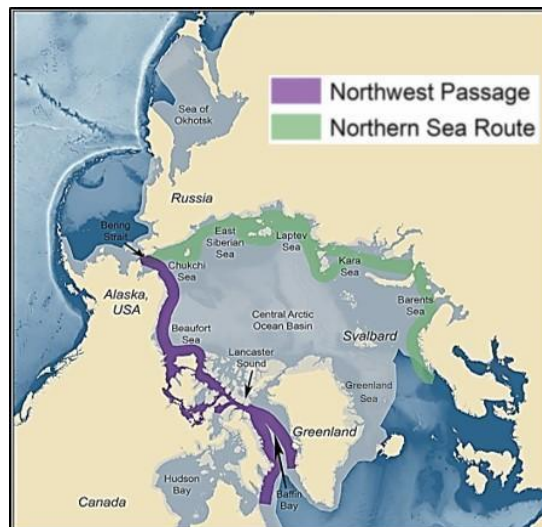 Northwest Passage
Northern Sea Route
Sea of
Okhotsk
Russia
Bering
Strait
East
Siberian
Sea
Laptev
Sea
Chukchi
Sea
Kara
Sea
Alaska,
USA
Barents
Sea
Central Arctic
Ocean Basin
Beaufort
Sea
Svalbard
Lancaster
Sound
Greenland
Sea
Greenland
Hudson
Bay
Baffin
Bay
Canada